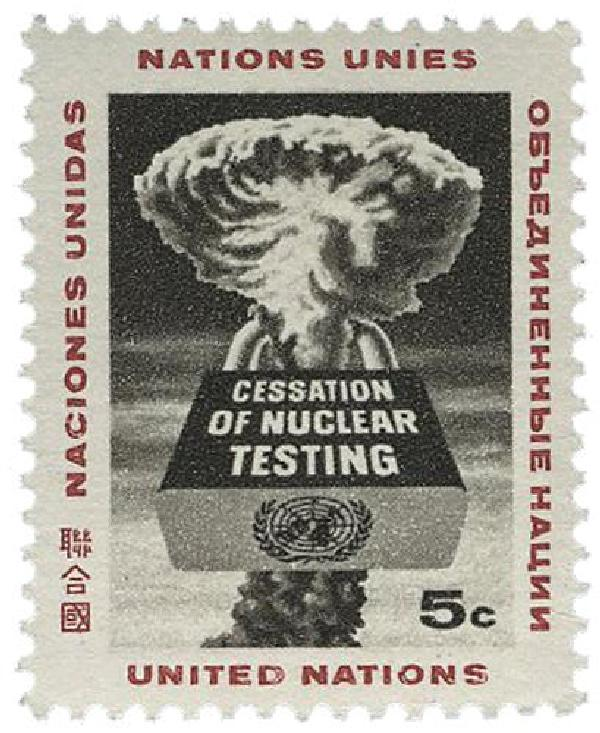 NATIONS UNIES
NACIONES UNIDAS
聯合國
ОБЪЕДИНЕННЫЕ НАЦИИ
CESSATION
OF NUCLEAR
TESTING
5c
UNITED NATIONS